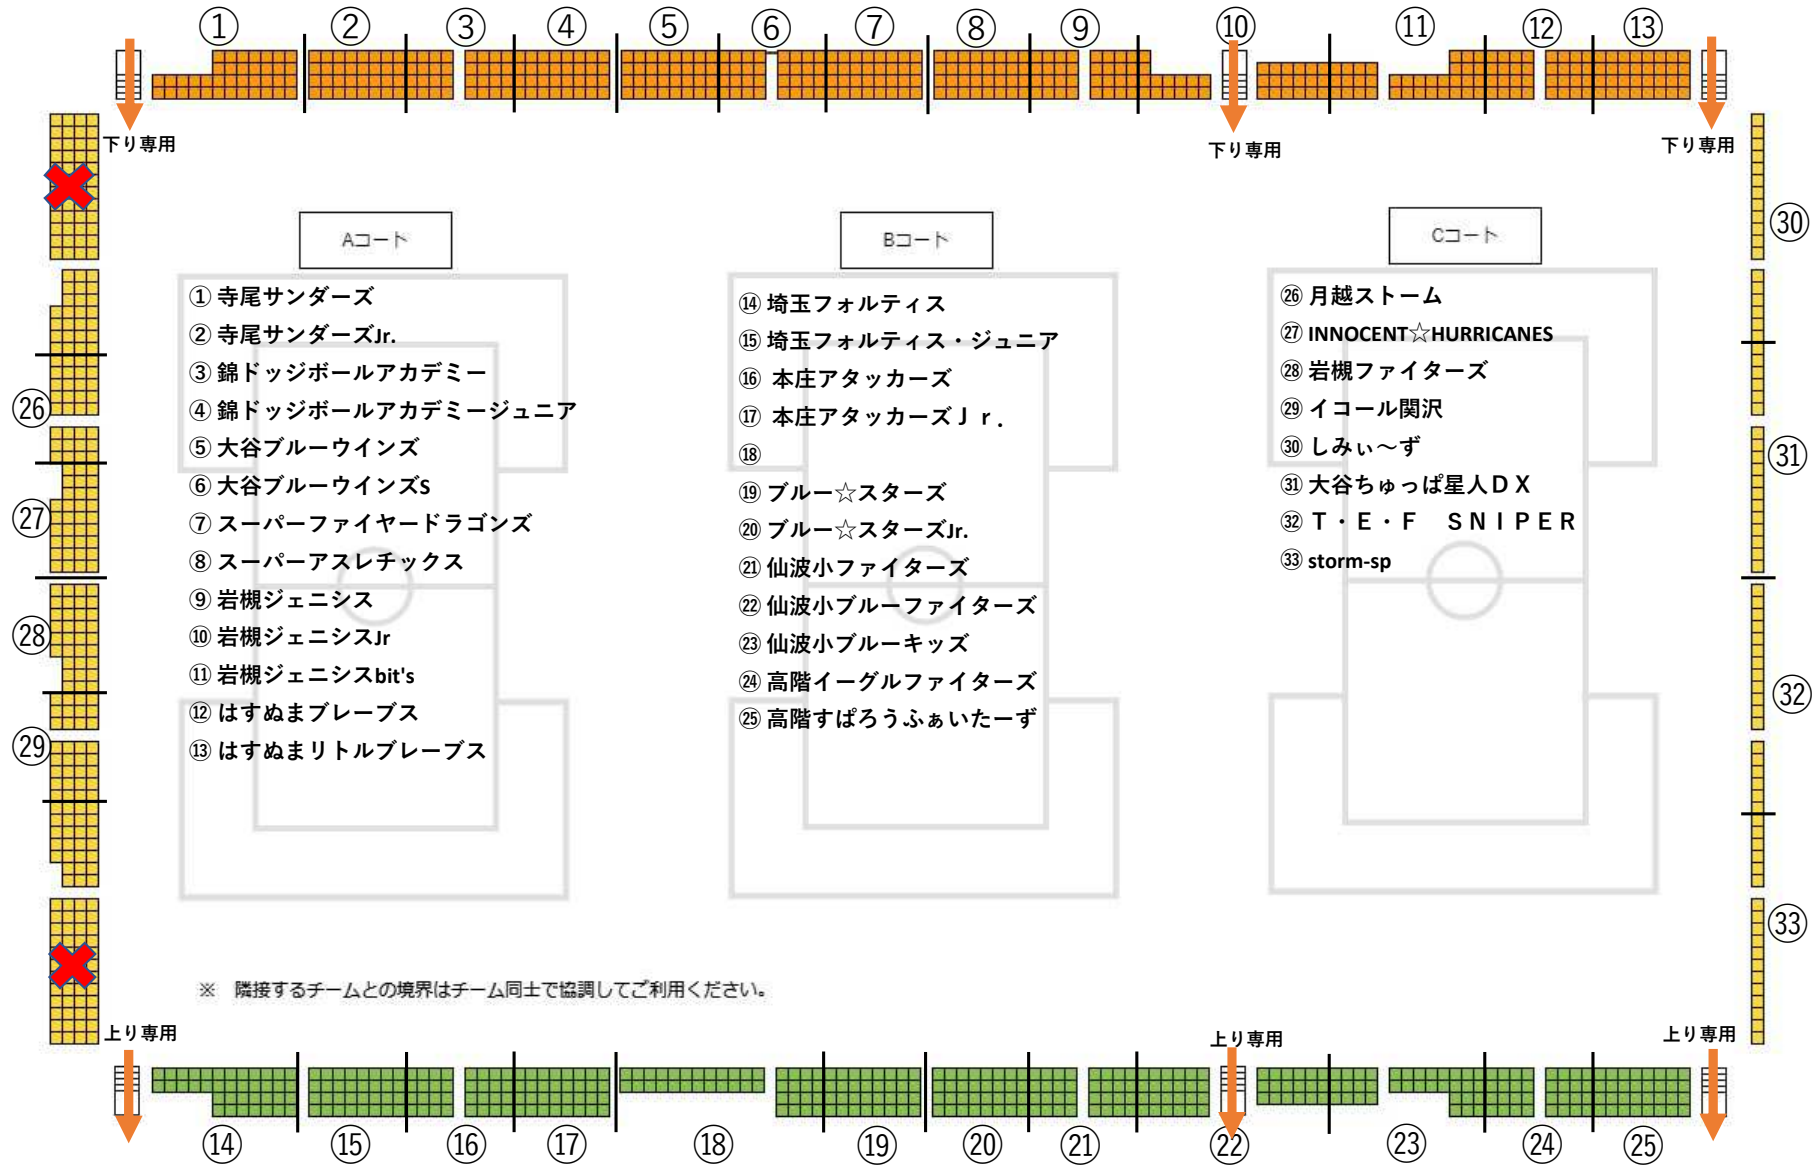 ① ② ③ ④ ⑤ ⑥ ⑦ ⑧ ⑨ ⑩ ⑪ ⑫ ⑬
下り専用
下り専用
下り専用
Aコート
① 寺尾サンダーズ
② 寺尾サンダーズJr.
③ 錦ドッジボールアカデミー
④ 錦ドッジボールアカデミージュニア
⑤ 大谷ブルーウインズ
⑥ 大谷ブルーウインズS
⑦ スーパーファイヤードラゴンズ
⑧ スーパーアスレチックス
⑨ 岩槻ジェニシス
⑩ 岩槻ジェニシスJr
⑪ 岩槻ジェニシスbit's
⑫ はすぬまブレーブス
⑬ はすぬまリトルブレーブス
Bコート
⑭ 埼玉フォルティス
⑮ 埼玉フォルティス・ジュニア
⑯ 本庄アタッカーズ
⑰ 本庄アタッカーズＪｒ．
⑱
⑲ ブルー☆スターズ
⑳ ブルー☆スターズJr.
㉑ 仙波小ファイターズ
㉒ 仙波小ブルーファイターズ
㉓ 仙波小ブルーキッズ
㉔ 高階イーグルファイターズ
㉕ 高階すぱろうふぁいたーず
Cコート
㉖ 月越ストーム
㉗ INNOCENT☆HURRICANES
㉘ 岩槻ファイターズ
㉙ イコール関沢
㉚ しみぃ～ず
㉛ 大谷ちゅっぱ星人ＤＸ
㉜ Ｔ・Ｅ・Ｆ　ＳＮＩＰＥＲ
㉝ storm-sp
㉖
㉗
㉘
㉙
㉚
㉛
㉜
㉝
※　隣接するチームとの境界はチーム同士で協調してご利用ください。
上り専用
上り専用
上り専用
⑭ ⑮ ⑯ ⑰ ⑱ ⑲ ⑳ ㉑ ㉒ ㉓ ㉔ ㉕